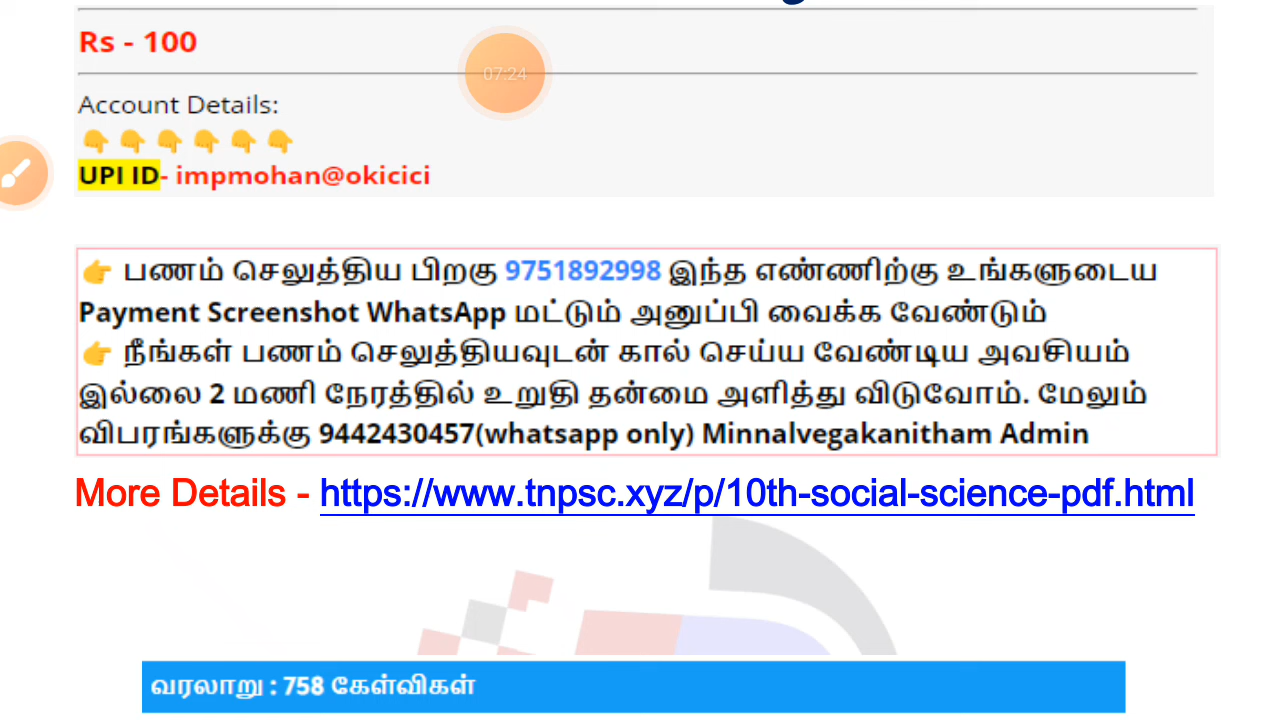 Rs - 100
07:24
Account Details:
👇👇👇👇👇👇
UPI ID- impmohan@okicici
👉 பணம் செலுத்திய பிறகு 9751892998 இந்த எண்ணிற்கு உங்களுடைய
Payment Screenshot WhatsApp மட்டும் அனுப்பி வைக்க வேண்டும்
👉 நீங்கள் பணம் செலுத்தியவுடன் கால் செய்ய வேண்டிய அவசியம்
இல்லை 2 மணி நேரத்தில் உறுதி தன்மை அளித்து விடுவோம். மேலும்
விபரங்களுக்கு 9442430457(whatsapp only) Minnalvegakanitham Admin
More Details - https://www.tnpsc.xyz/p/10th-social-science-pdf.html
வரலாறு : 758 கேள்விகள்